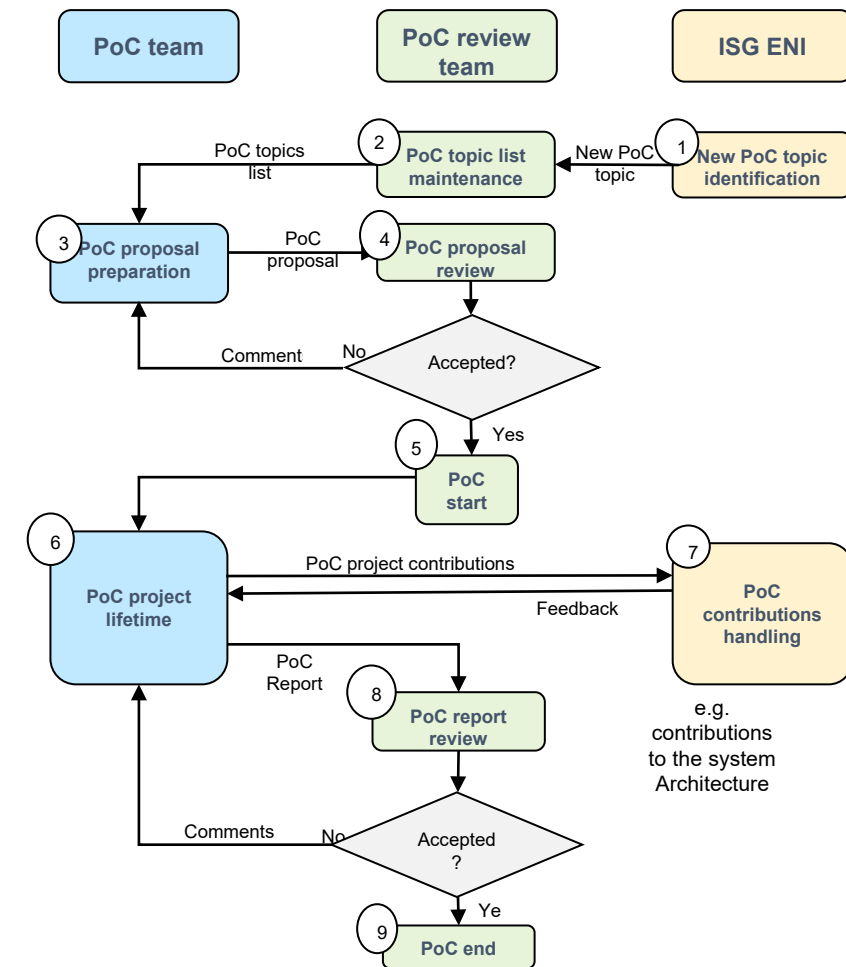 PoC team
PoC review
team
ISG ENI
1
New PoC topic
identification
New PoC
topic
2
PoC topic list
maintenance
PoC topics
list
3
PoC proposal
preparation
PoC
proposal
4
PoC proposal
review
Accepted?
No
Comment
Yes
5
PoC
start
6
PoC project
lifetime
PoC project contributions
Feedback
7
PoC
contributions
handling
e.g.
contributions
to the system
Architecture
PoC
Report
8
PoC report
review
Accepted
?
No
Comments
Ye
9
PoC end